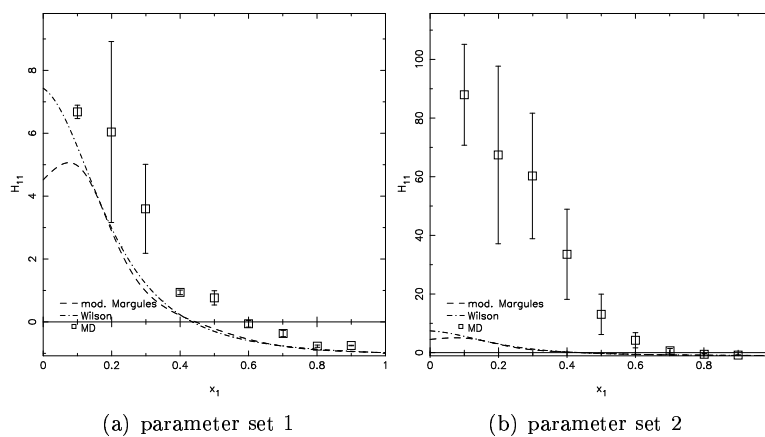 8
6
4
2
0
H11
mod. Margules
Wilson
MD
0
0.2
0.4
0.6
0.8
1
x1
(a) parameter set 1
100
80
60
40
20
0
H11
mod. Margules
Wilson
MD
0
0.2
0.4
0.6
0.8
1
x1
(b) parameter set 2